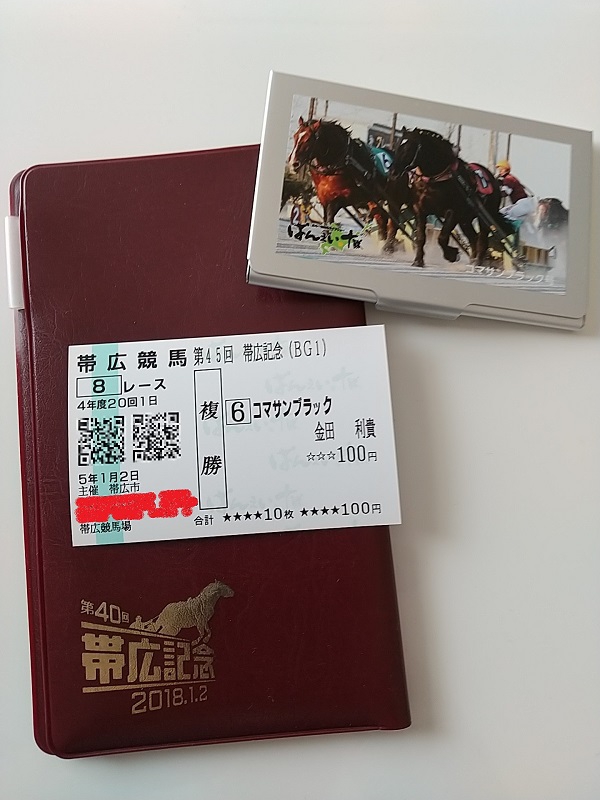 ばんえい十勝
コマサンブラック
帯広競馬 第45回 帯広記念(BG1)
8 レース
4年度20回1日
5年1月2日
主催 帯広市
帯広競馬場
複勝
6 コマサンブラック
金田 利貴
☆☆☆100円
合計 ★★★★10枚 ★★★★100円
第40回
帯広記念
2018.1.2